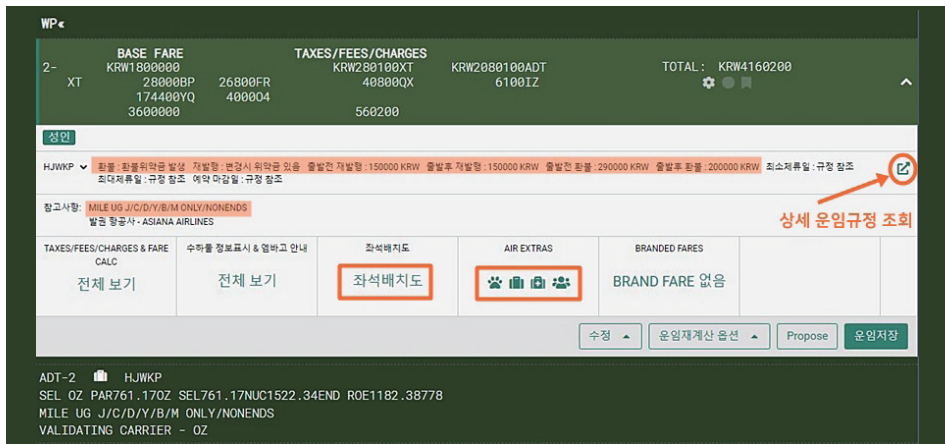 WP«
BASE FARE TAXES/FEES/CHARGES
2- KRW1800000 KRW280100XT KRW2080100ADT TOTAL: KRW4160200
XT 28000BP 26800FR 40800QX 6100IZ
174400YQ 4000O4
3600000 560200
성인
HJWKP 환불:환불위약금 발생 재발행:변경시 위약금 있음 출발전 재발행:150000 KRW 출발후 재발행:150000 KRW 출발전 환불:290000 KRW 출발후 환불:200000 KRW 최소체류일:규정 참조
최대체류일:규정 참조 예약 마감일:규정 참조
참고사항: MILE UG J/C/D/Y/B/M ONLY/NONENDS
발권 항공사 - ASIANA AIRLINES
상세 운임규정 조회
TAXES/FEES/CHARGES & FARE CALC 수하물 정보표시 & 엠바고 안내 좌석배치도 AIR EXTRAS BRANDED FARES
전체 보기 전체 보기 좌석배치도 BRAND FARE 없음
수정 운임재계산 옵션 Propose 운임저장
ADT-2 HJWKP
SEL OZ PAR761.17OZ SEL761.17NUC1522.34END ROE1182.38778
MILE UG J/C/D/Y/B/M ONLY/NONENDS
VALIDATING CARRIER - OZ